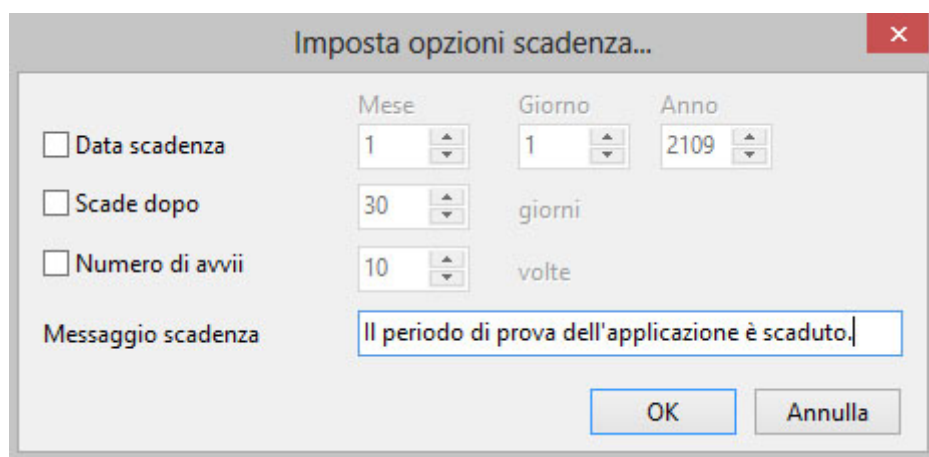 Imposta opzioni scadenza...
Mese Giorno Anno
Data scadenza 1 1 2109
Scade dopo 30 giorni
Numero di avvii 10 volte
Messaggio scadenza Il periodo di prova dell'applicazione è scaduto.
OK Annulla